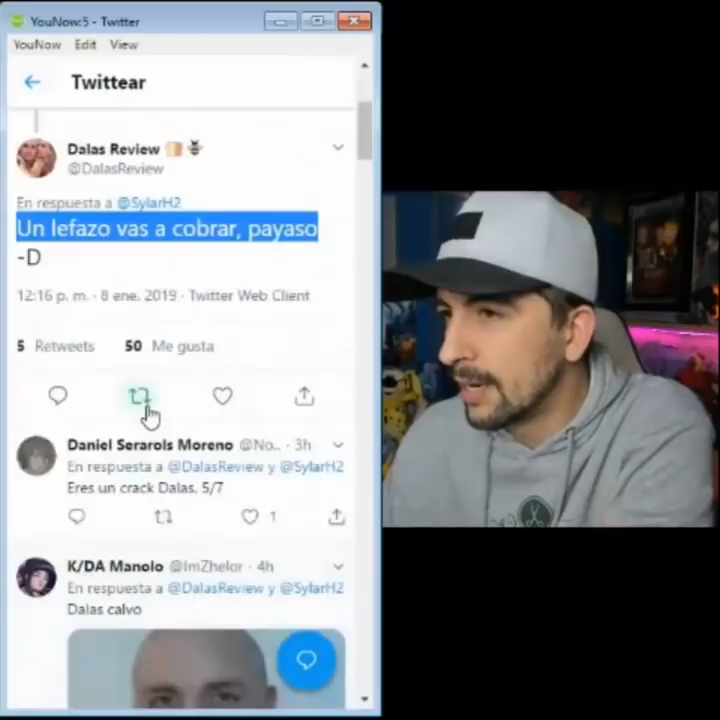 YouNow:5 - Twitter
YouNow Edit View
Twittear
Dalas Review
@DalasReview
En respuesta a @SylarH2
Un lefazo vas a cobrar, payaso
-D
12:16 p. m. · 8 ene. 2019 · Twitter Web Client
5 Retweets 50 Me gusta
Daniel Serarols Moreno @No.. · 3h
En respuesta a @DalasReview y @SylarH2
Eres un crack Dalas. 5/7
1
K/DA Manolo @ImZhelor · 4h
En respuesta a @DalasReview y @SylarH2
Dalas calvo